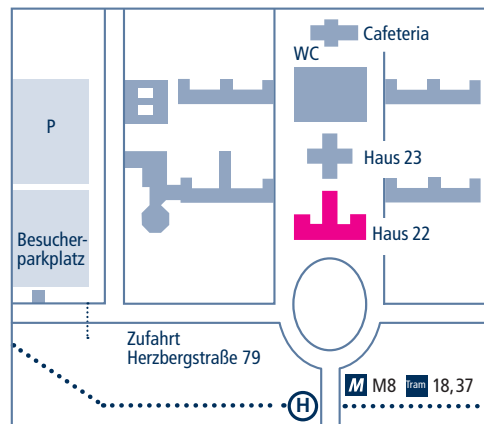 Cafeteria
WC
P
Haus 23
Besucher-
parkplatz
Haus 22
Zufahrt
Herzbergstraße 79
M M8 Tram 18,37
H